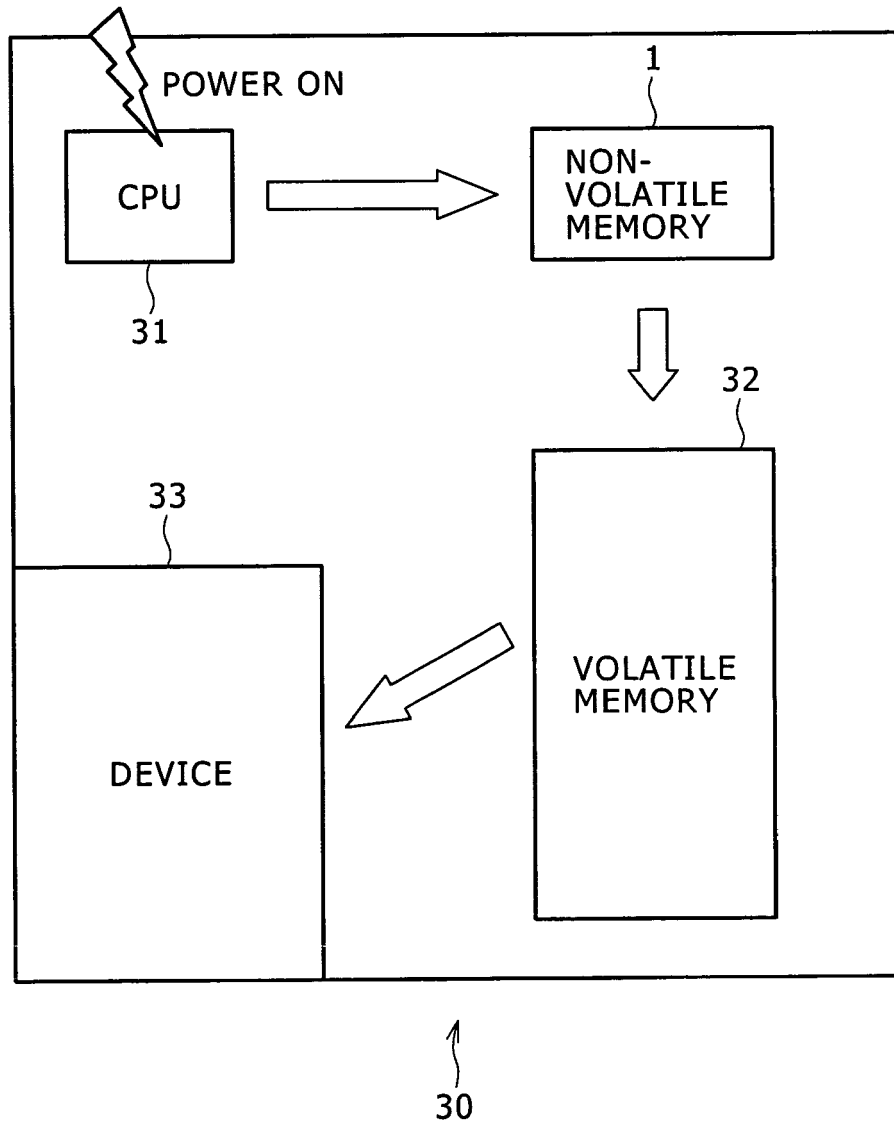 POWER ON
1
CPU
NON-
VOLATILE
MEMORY
31
32
33
VOLATILE
MEMORY
DEVICE
30